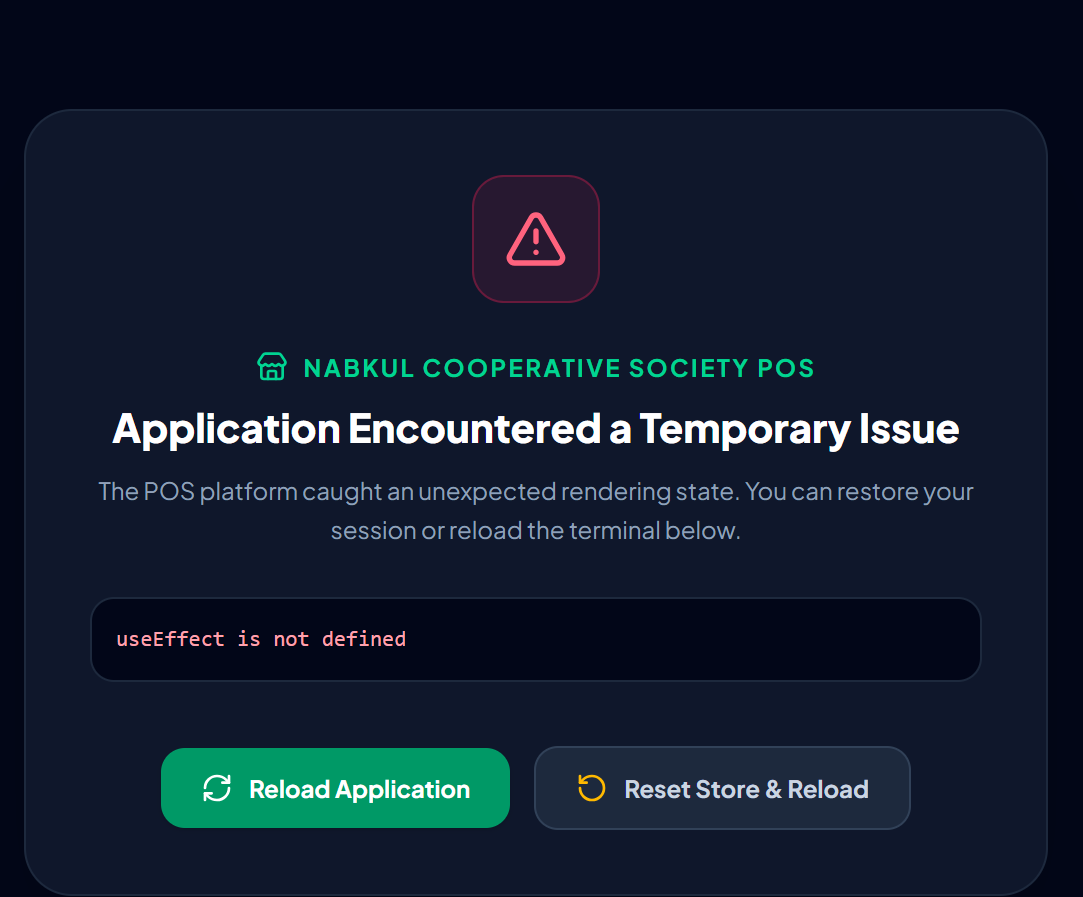 NABKUL COOPERATIVE SOCIETY POS
Application Encountered a Temporary Issue
The POS platform caught an unexpected rendering state. You can restore your
session or reload the terminal below.
useEffect is not defined
Reload Application
Reset Store & Reload